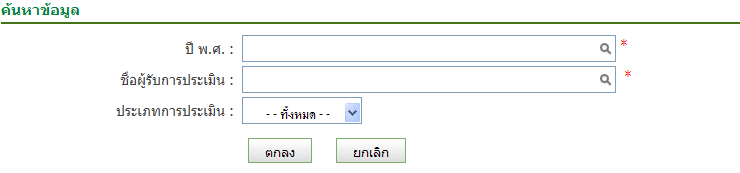 ค้นหาข้อมูล
ปี พ.ศ. : *
ชื่อผู้รับการประเมิน : *
ประเภทการประเมิน : - - ทั้งหมด - -
ตกลง ยกเลิก